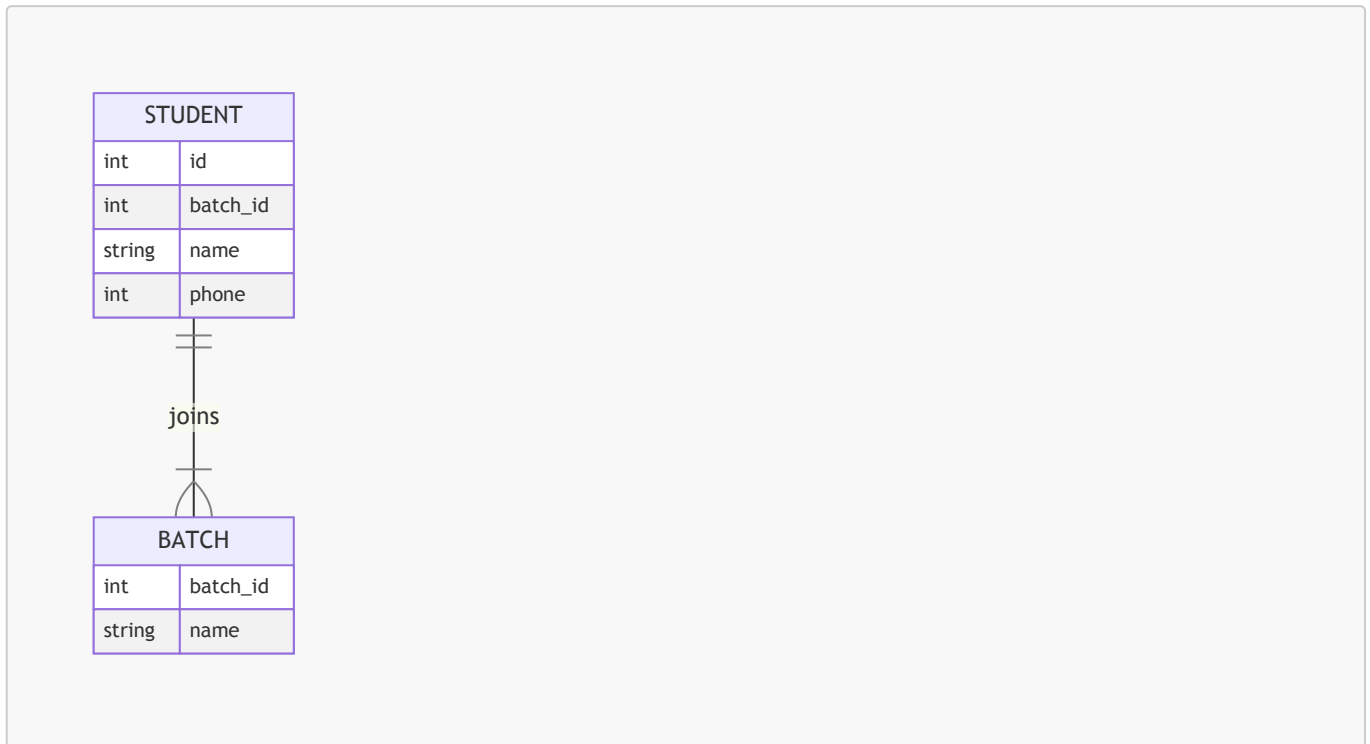 STUDENT
int id
int batch_id
string name
int phone
joins
BATCH
int batch_id
string name